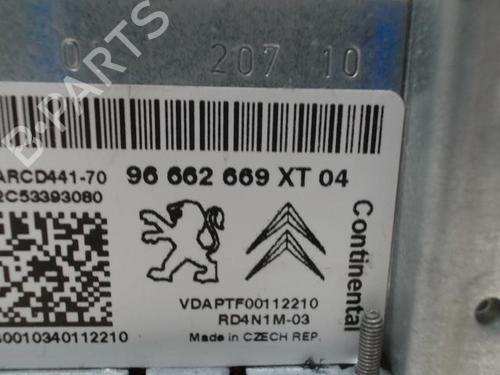 0 207 10
ARCD441-70 96 662 669 XT 04
2C53393080
Continental
VDAPTF00112210
RD4N1M-03
Made in CZECH REP.
0010340112210
B-PARTS